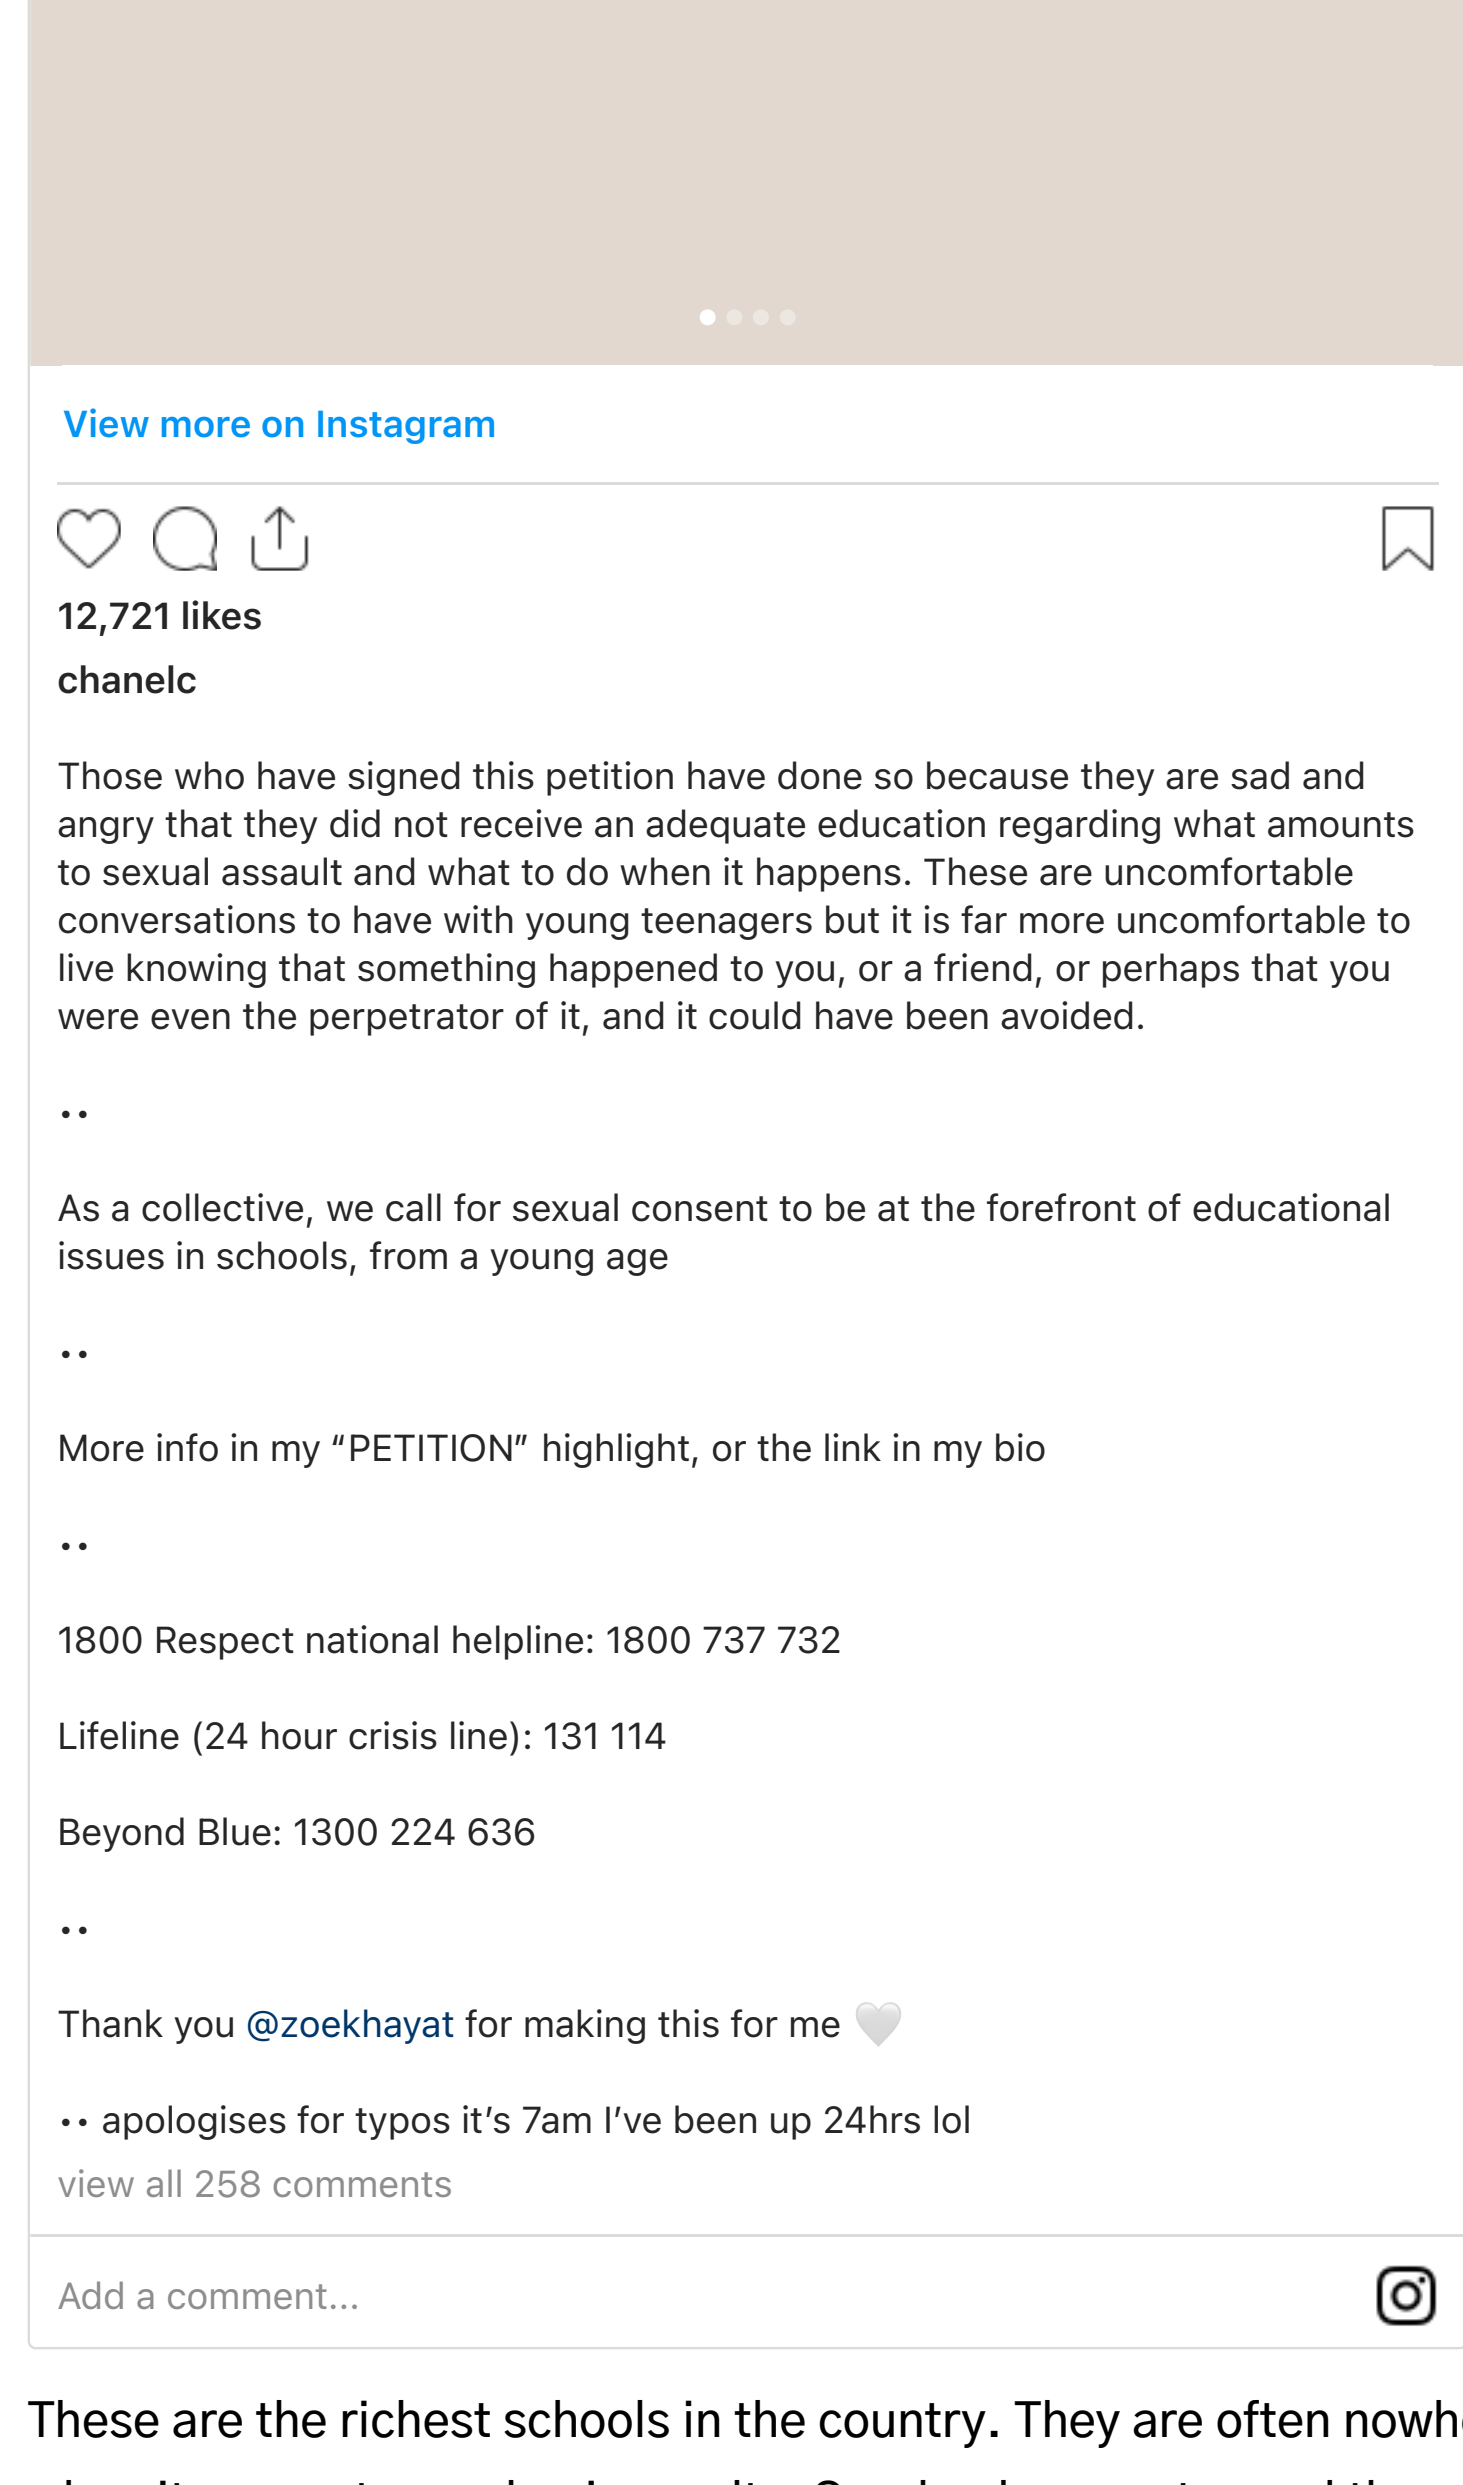 View more on Instagram
12,721 likes
chanelc
Those who have signed this petition have done so because they are sad and
angry that they did not receive an adequate education regarding what amounts
to sexual assault and what to do when it happens. These are uncomfortable
conversations to have with young teenagers but it is far more uncomfortable to
live knowing that something happened to you, or a friend, or perhaps that you
were even the perpetrator of it, and it could have been avoided.
••
As a collective, we call for sexual consent to be at the forefront of educational
issues in schools, from a young age
••
More info in my “PETITION” highlight, or the link in my bio
••
1800 Respect national helpline: 1800 737 732
Lifeline (24 hour crisis line): 131 114
Beyond Blue: 1300 224 636
••
Thank you @zoekhayat for making this for me 🤍
•• apologises for typos it’s 7am I’ve been up 24hrs lol
view all 258 comments
Add a comment...
These are the richest schools in the country. They are often